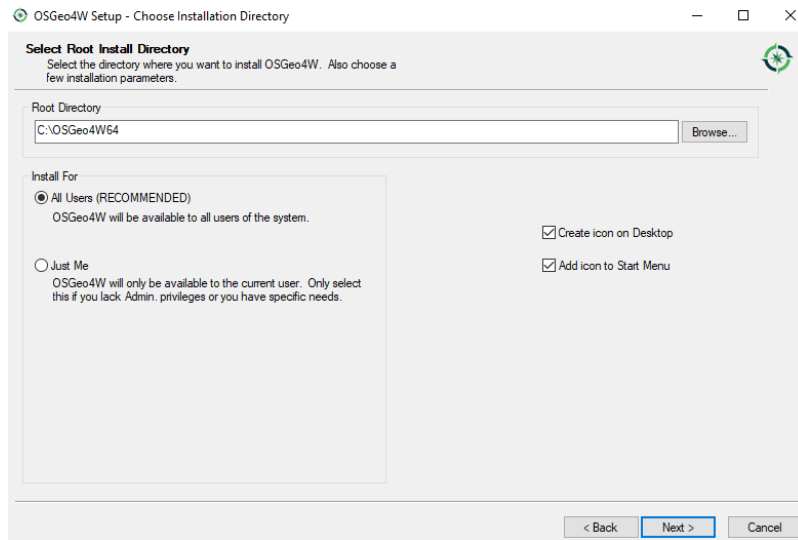 OSGeo4W Setup - Choose Installation Directory
Select Root Install Directory
Select the directory where you want to install OSGeo4W. Also choose a
few installation parameters.
Root Directory
C:\OSGeo4W64
Browse...
Install For
All Users (RECOMMENDED)
OSGeo4W will be available to all users of the system.
Just Me
OSGeo4W will only be available to the current user. Only select
this if you lack Admin. privileges or you have specific needs.
Create icon on Desktop
Add icon to Start Menu
< Back
Next >
Cancel